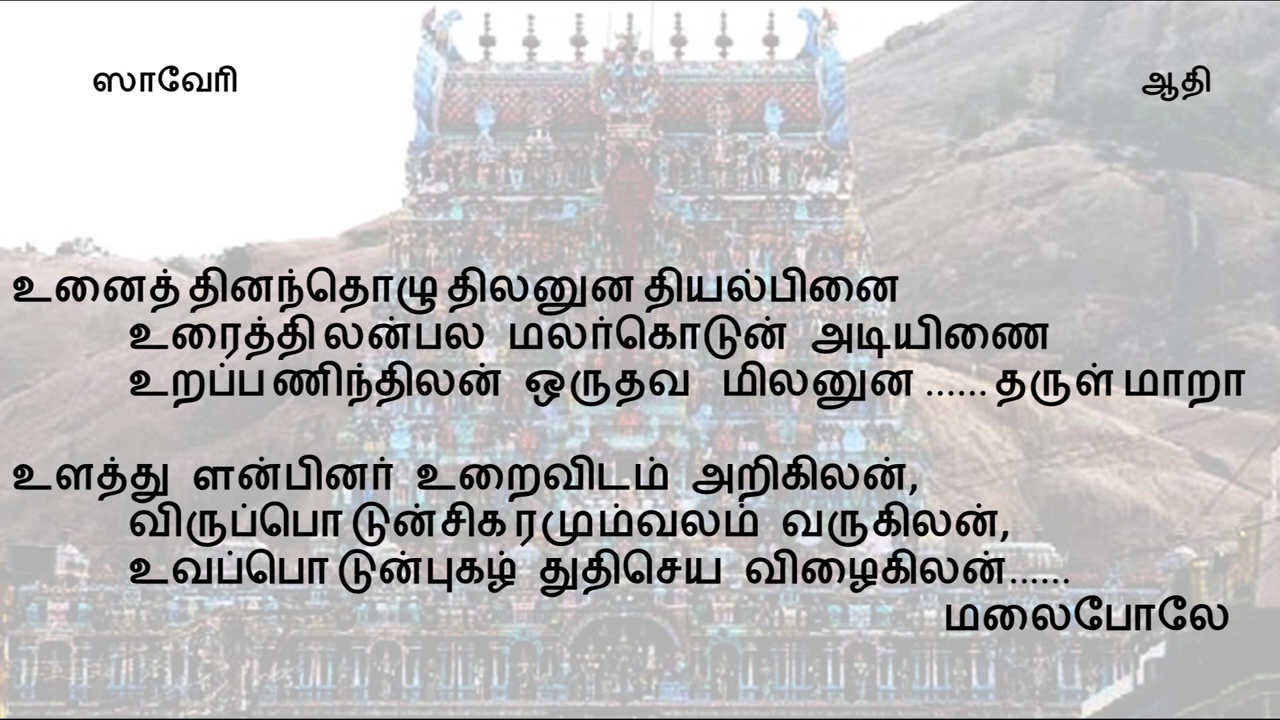 ஸாவேரி ஆதி
உனைத் தினந்தொழு திலனுன தியல்பினை
உரைத்தி லன்பல மலர்கொடுன் அடியிணை
உறப்ப ணிந்திலன் ஒருதவ மிலனுன ...... தருள் மாறா
உளத்து ளன்பினர் உறைவிடம் அறிகிலன்,
விருப்பொ டுன்சிக ரமும்வலம் வருகிலன்,
உவப்பொ டுன்புகழ் துதிசெய விழைகிலன்......
மலைபோலே